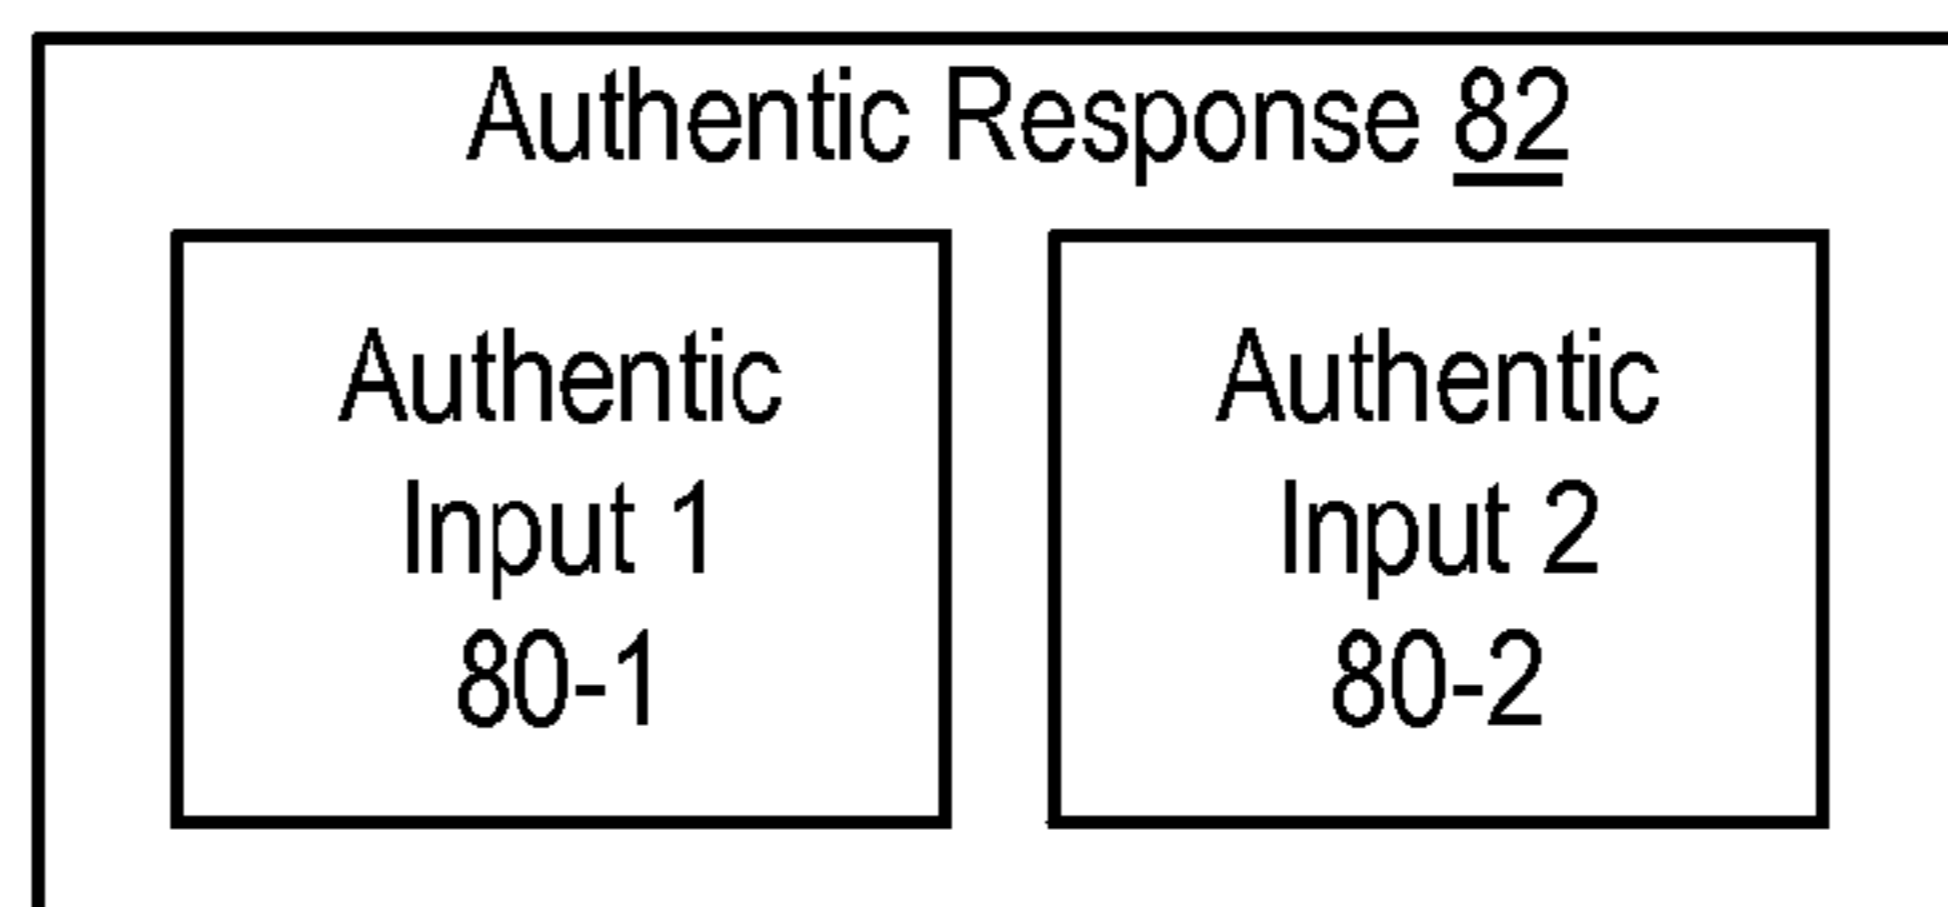 Authentic Response 82
Authentic
Input 1
80-1
Authentic
Input 2
80-2